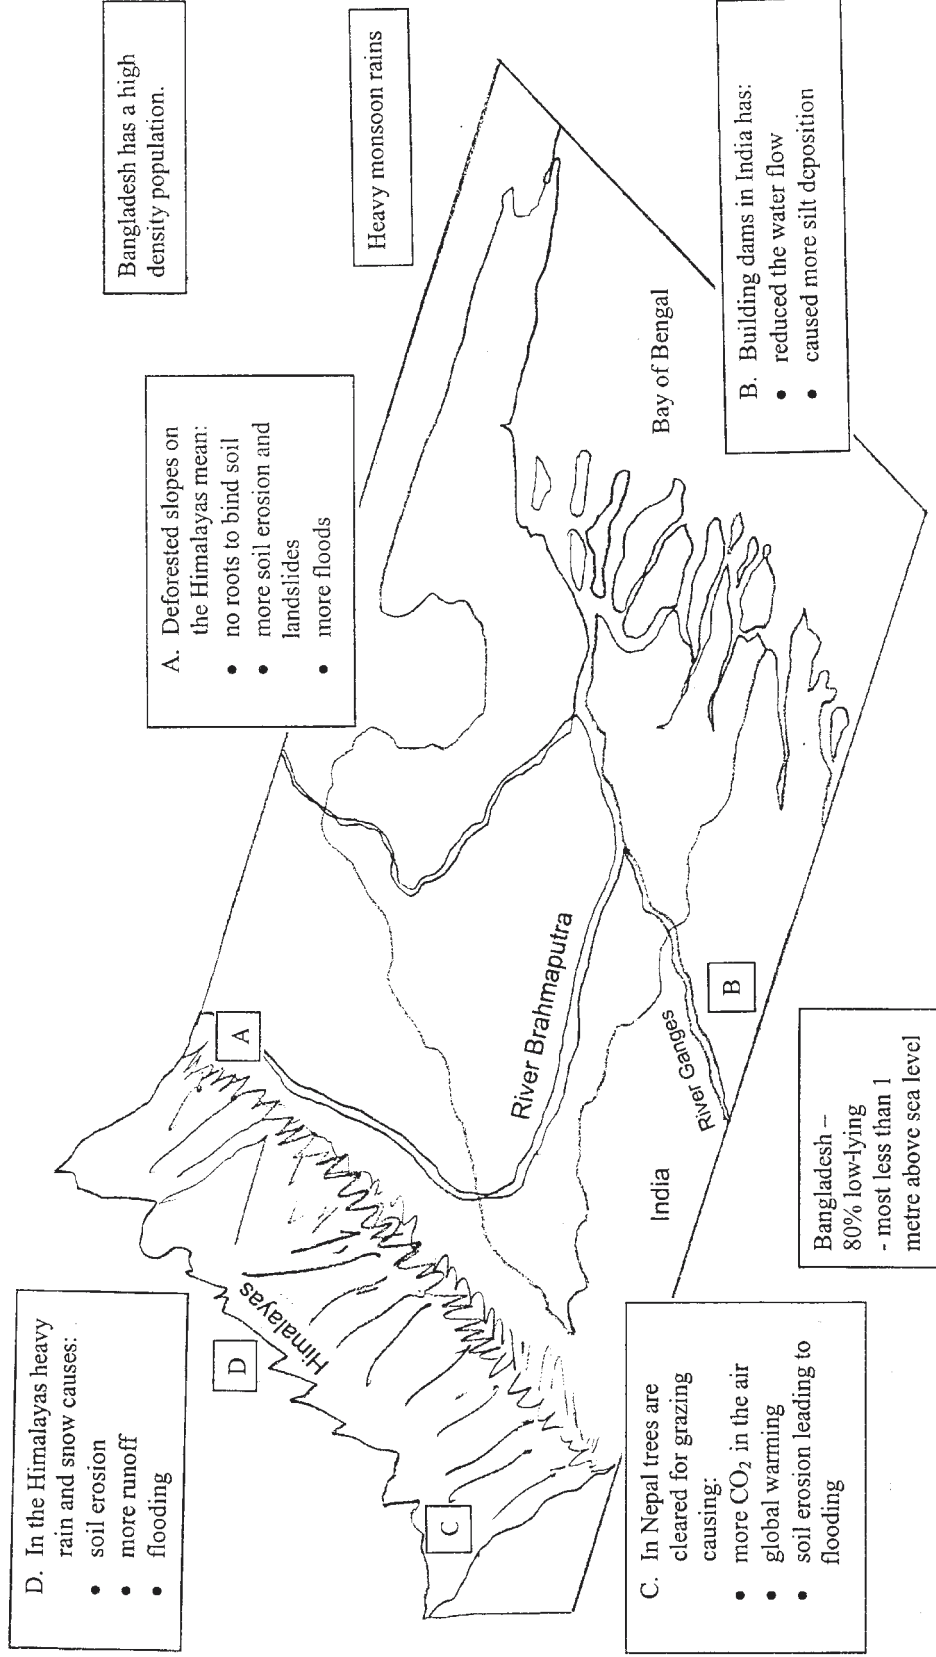 D. In the Himalayas heavy
rain and snow causes:
• soil erosion
• more runoff
• flooding
A. Deforested slopes on
the Himalayas mean:
• no roots to bind soil
• more soil erosion and
landslides
• more floods
Bangladesh has a high
density population.
Heavy monsoon rains
D
Himalayas
A
C
River Brahmaputra
River Ganges
India
B
Bay of Bengal
C. In Nepal trees are
cleared for grazing
causing:
• more CO₂ in the air
• global warming
• soil erosion leading to
flooding
Bangladesh –
80% low-lying
- most less than 1
metre above sea level
B. Building dams in India has:
• reduced the water flow
• caused more silt deposition